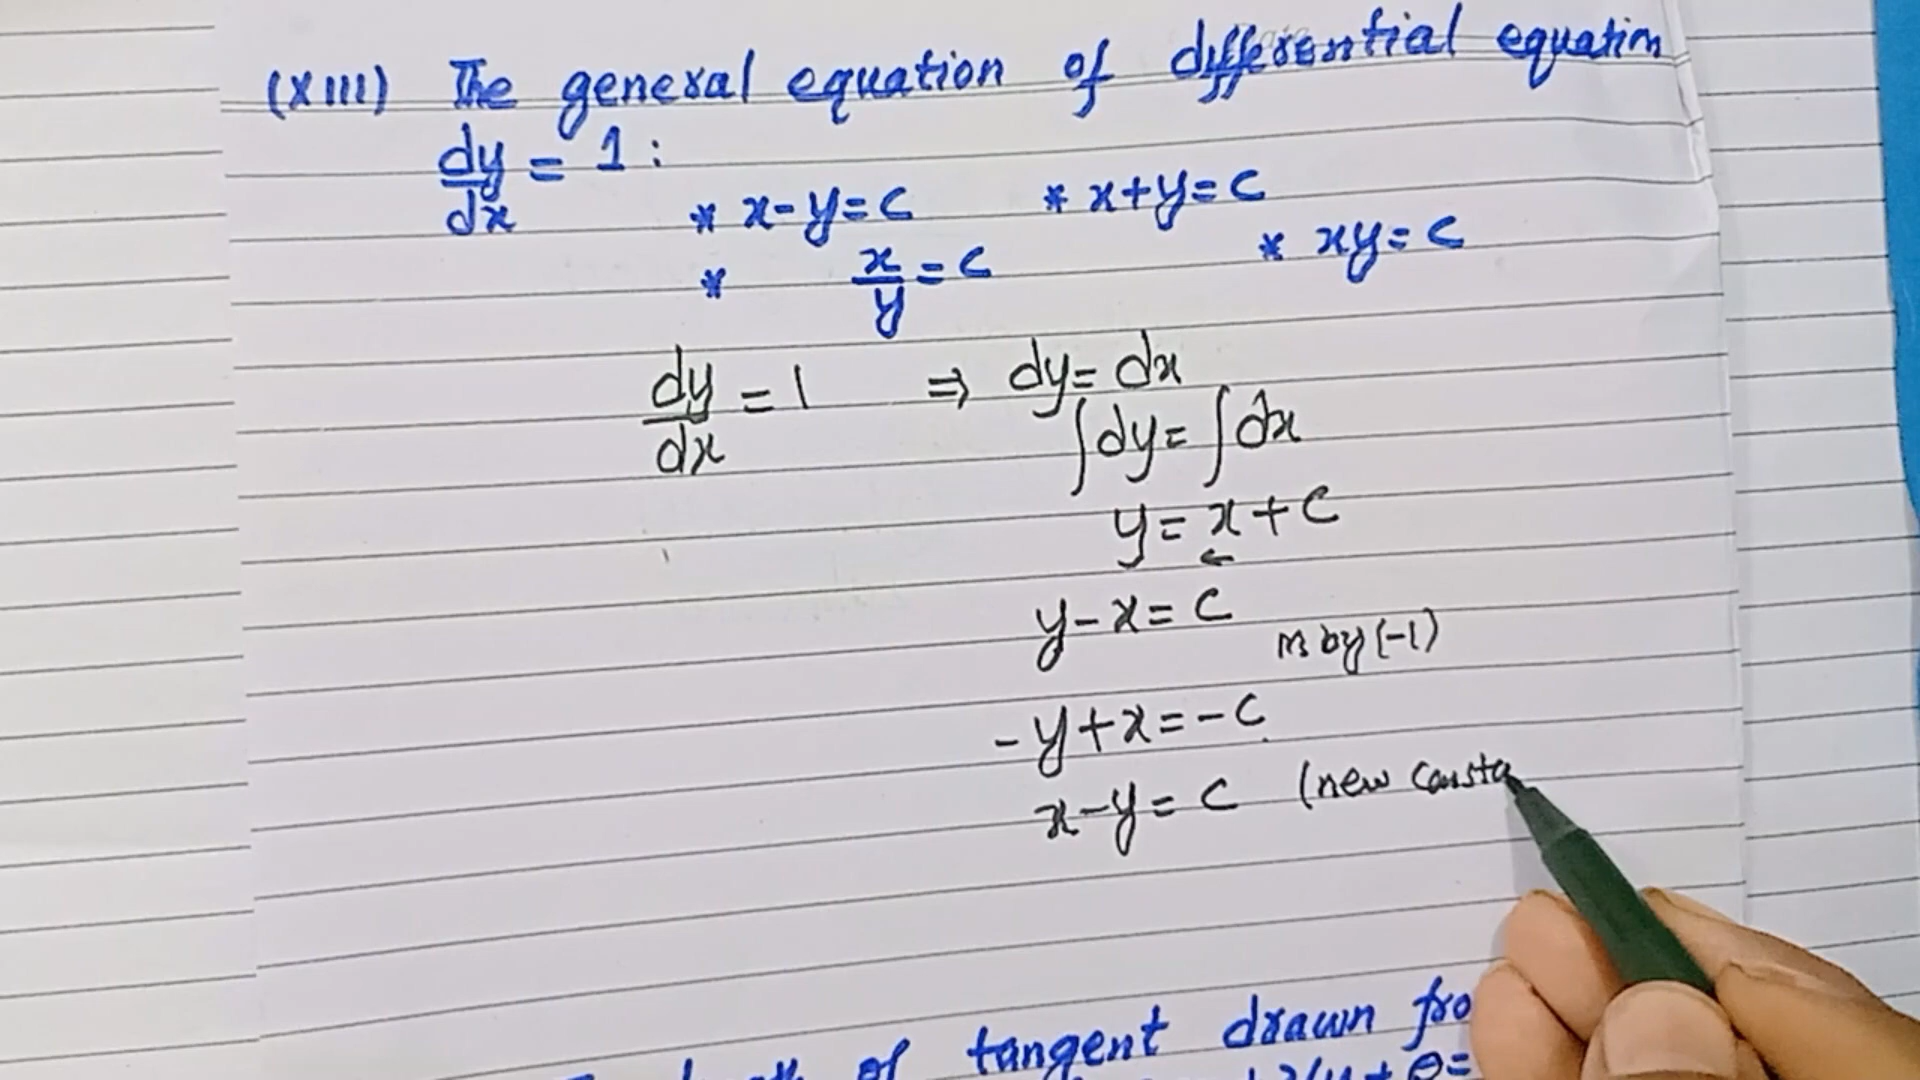 (XIII) The general equation of differential equation
dy/dx = 1:
* x-y=c * x+y=c
* x/y=c * xy=c
dy/dx = 1 ⇒ dy=dx
∫dy=∫dx
y=x+c
←
y-x=c
m by (-1)
-y+x=-c
x-y=c (new consta
of tangent drawn fro